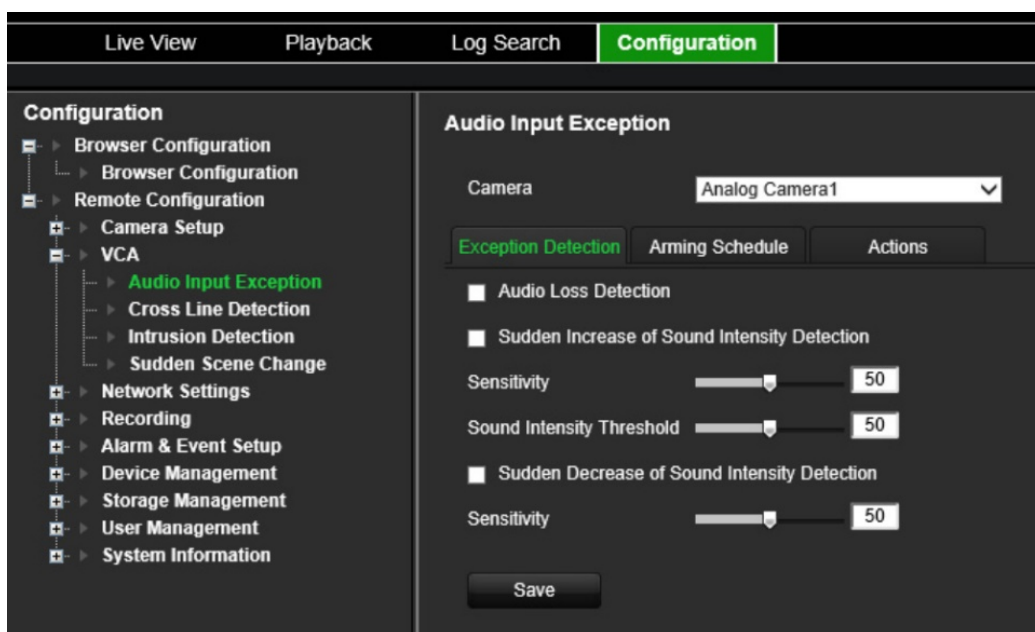 Live View Playback Log Search Configuration
Configuration
Browser Configuration
Browser Configuration
Remote Configuration
Camera Setup
VCA
Audio Input Exception
Cross Line Detection
Intrusion Detection
Sudden Scene Change
Network Settings
Recording
Alarm & Event Setup
Device Management
Storage Management
User Management
System Information
Audio Input Exception
Camera Analog Camera1
Exception Detection Arming Schedule Actions
Audio Loss Detection
Sudden Increase of Sound Intensity Detection
Sensitivity 50
Sound Intensity Threshold 50
Sudden Decrease of Sound Intensity Detection
Sensitivity 50
Save